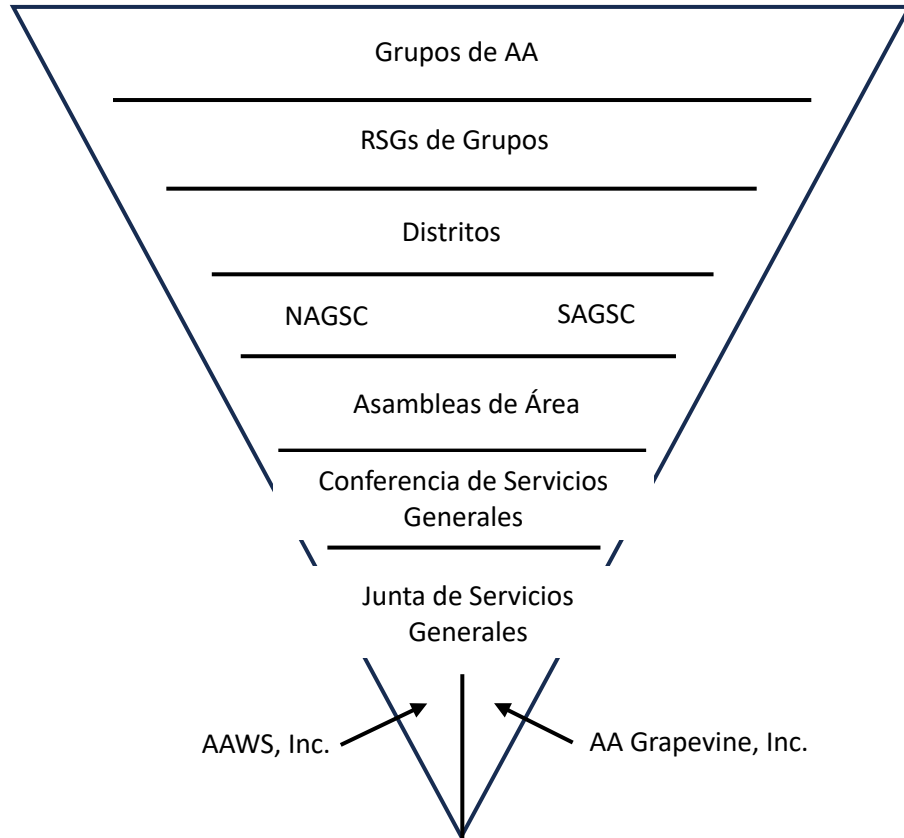 Grupos de AA
RSGs de Grupos
Distritos
NAGSC SAGSC
Asambleas de Área
Conferencia de Servicios
Generales
Junta de Servicios
Generales
AAWS, Inc. AA Grapevine, Inc.